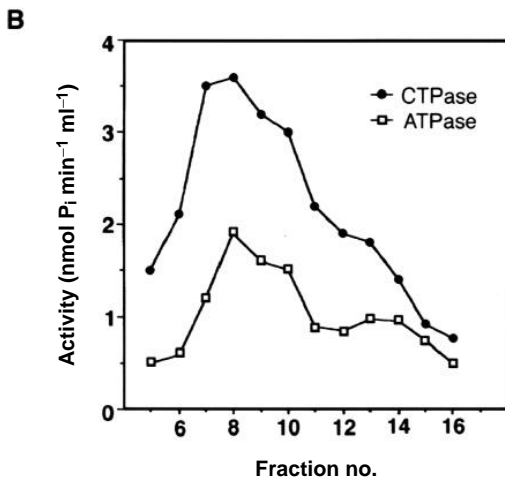 B
4
3
2
1
0
Activity (nmol Pi min⁻¹ ml⁻¹)
CTPase
ATPase
6 8 10 12 14 16
Fraction no.